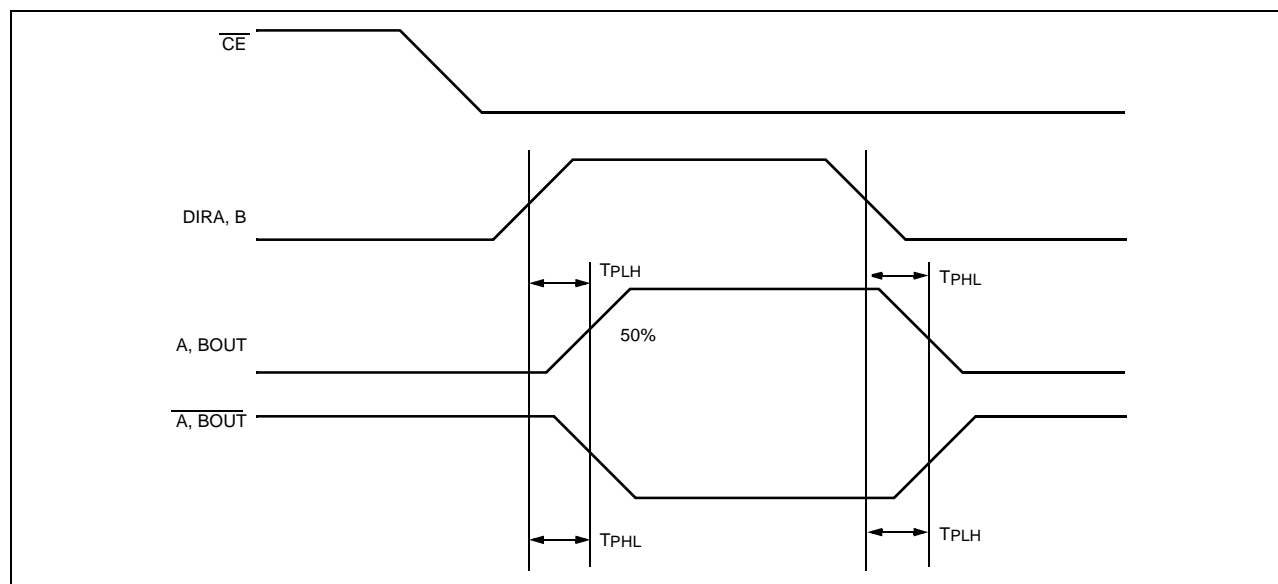 CE
DIRA, B
TPLH
TPHL
A, BOUT
50%
A, BOUT
TPHL
TPLH